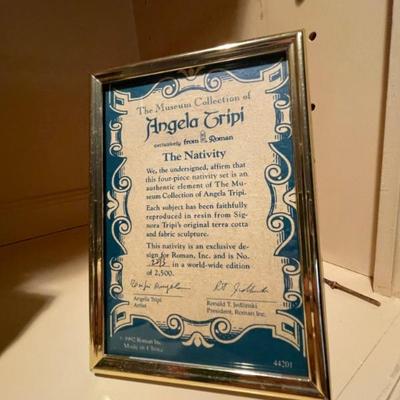 The Museum Collection of
Angela Tripi
exclusively from Roman
The Nativity
We, the undersigned, affirm that
this four-piece nativity set is an
authentic element of The Mu-
seum Collection of Angela Tripi.
Each subject has been faithfully
reproduced in resin from Sig-
nora Tripi's original terra cotta
and fabric sculpture.
This nativity is an exclusive de-
sign for Roman, Inc. and is No.
in a world-wide edition
of 2,500.
Angela Tripi
Artist
Ronald T. Jedlinski
President, Roman Inc.
© 1992 Roman Inc.
Made in China
44201